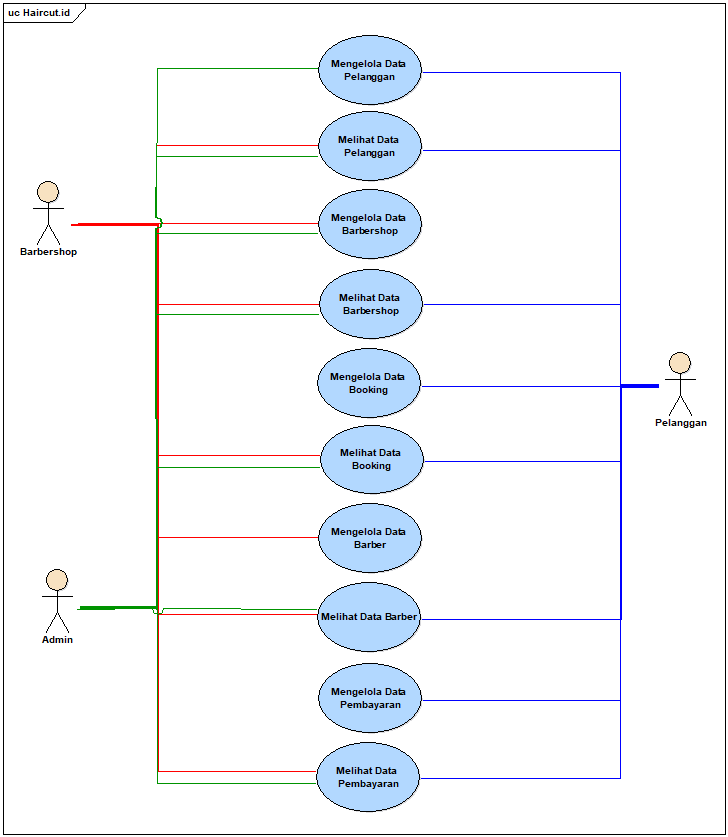 uc Haircut.id
Mengelola Data
Pelanggan
Melihat Data
Pelanggan
Barbershop
Mengelola Data
Barbershop
Melihat Data
Barbershop
Mengelola Data
Booking
Pelanggan
Melihat Data
Booking
Mengelola Data
Barber
Admin
Melihat Data Barber
Mengelola Data
Pembayaran
Melihat Data
Pembayaran